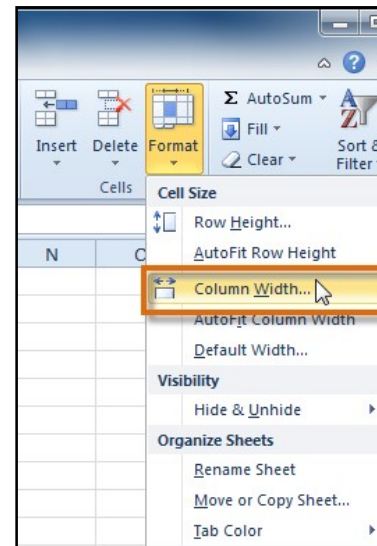 Σ AutoSum
Fill
Clear
Insert Delete Format
Sort &
Filter
Cells
Cell Size
Row Height...
AutoFit Row Height
N
Column Width...
AutoFit Column Width
Default Width...
Visibility
Hide & Unhide
Organize Sheets
Rename Sheet
Move or Copy Sheet...
Tab Color